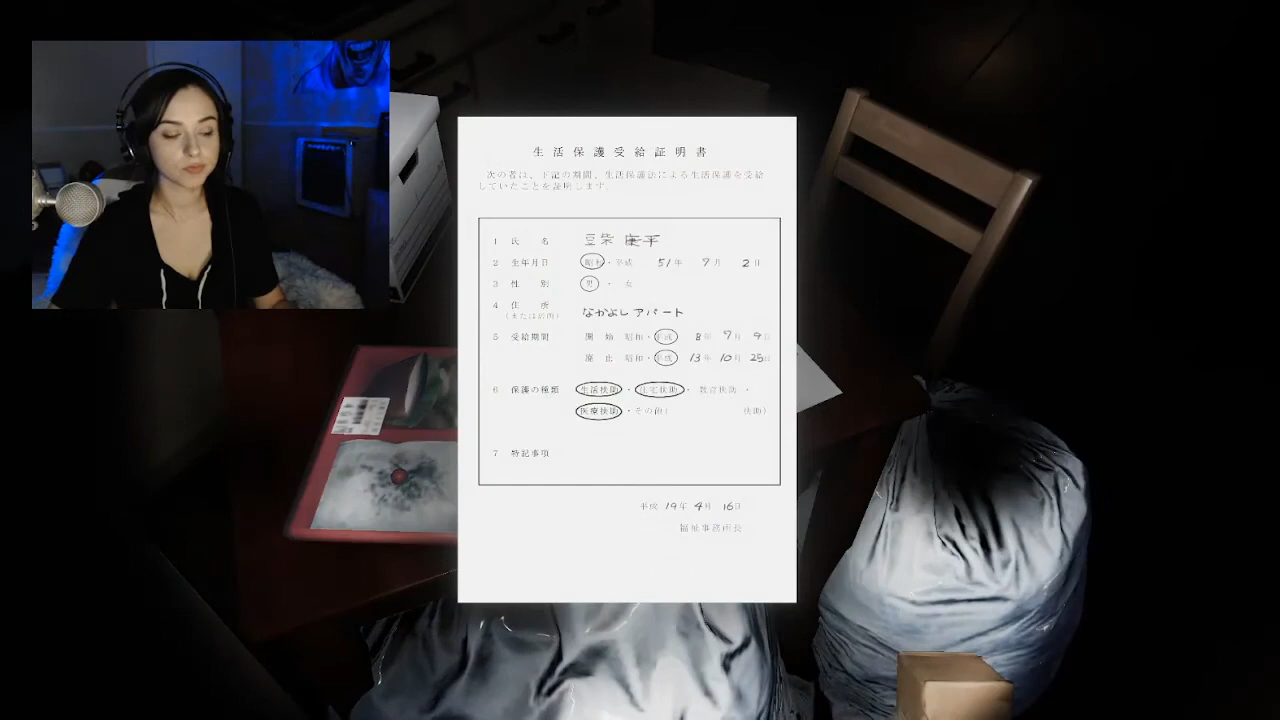 生活保護受給証明書
次の者は、下記の期間、生活保護法による生活保護を受給
していたことを証明します。
1 氏名 豆柴 康平
2 生年月日 昭和・平成 51年 7月 2日
3 性別 男・女
4 住所 なかよしアパート
(または居所)
5 受給期間 開始 昭和・平成 8年 7月 9日
廃止 昭和・平成 13年 10月 25日
6 保護の種類 生活扶助・住宅扶助・教育扶助・
医療扶助・その他( 扶助)
7 特記事項
平成 19年 4月 16日
福祉事務所長